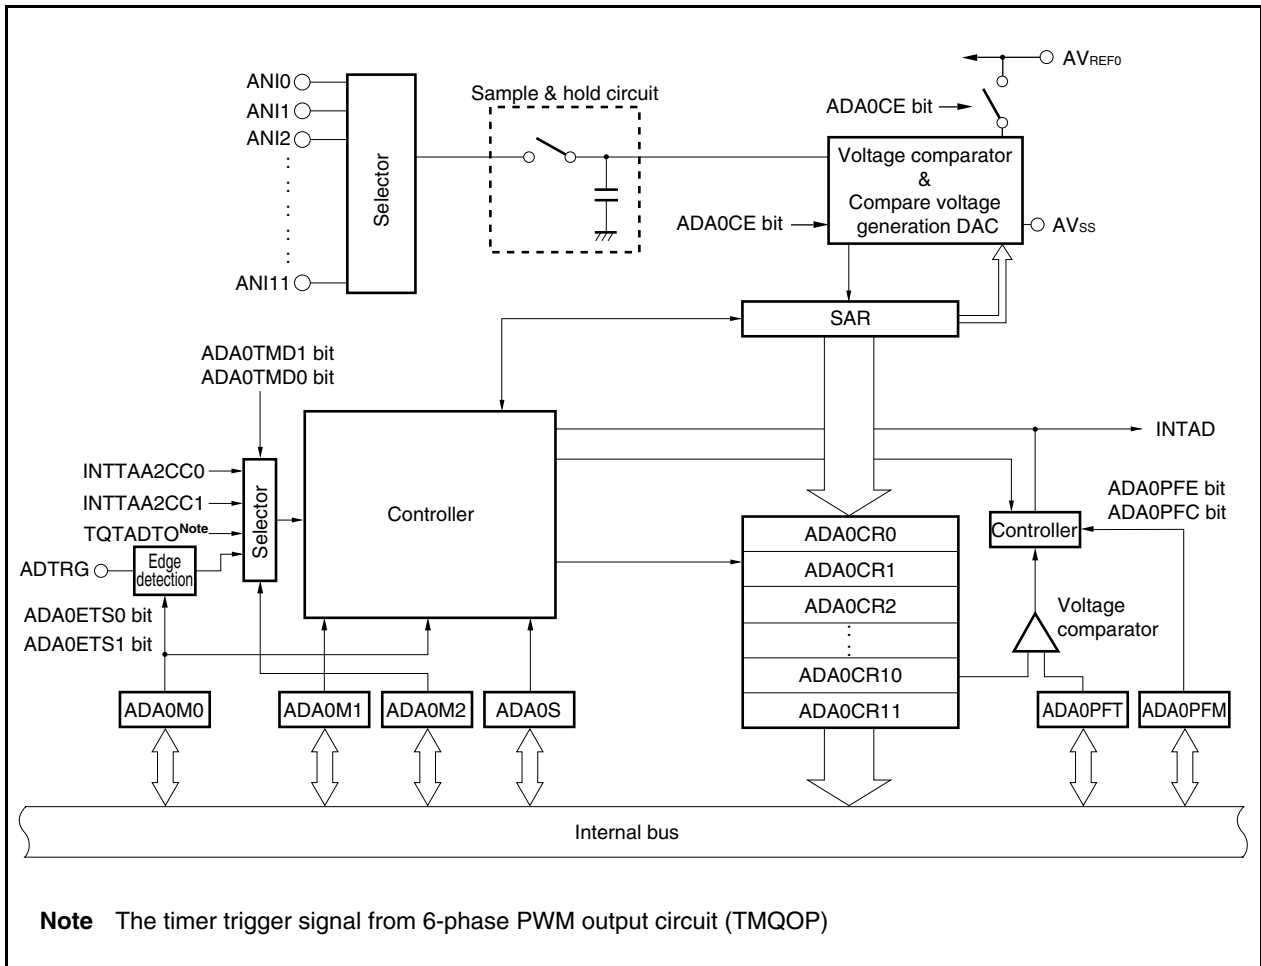 ANI0
ANI1
ANI2
ANI11
Selector
Sample & hold circuit
AVREF0
ADA0CE bit
Voltage comparator
&
Compare voltage
generation DAC
ADA0CE bit
AVSS
SAR
ADA0TMD1 bit
ADA0TMD0 bit
INTTAA2CC0
INTTAA2CC1
TQTADTONote
ADTRG
Edge
detection
Selector
ADA0ETS0 bit
ADA0ETS1 bit
Controller
INTAD
ADA0PFE bit
ADA0PFC bit
Controller
Voltage
comparator
ADA0CR0
ADA0CR1
ADA0CR2
ADA0CR10
ADA0CR11
ADA0M0
ADA0M1
ADA0M2
ADA0S
ADA0PFT
ADA0PFM
Internal bus
Note The timer trigger signal from 6-phase PWM output circuit (TMQOP)